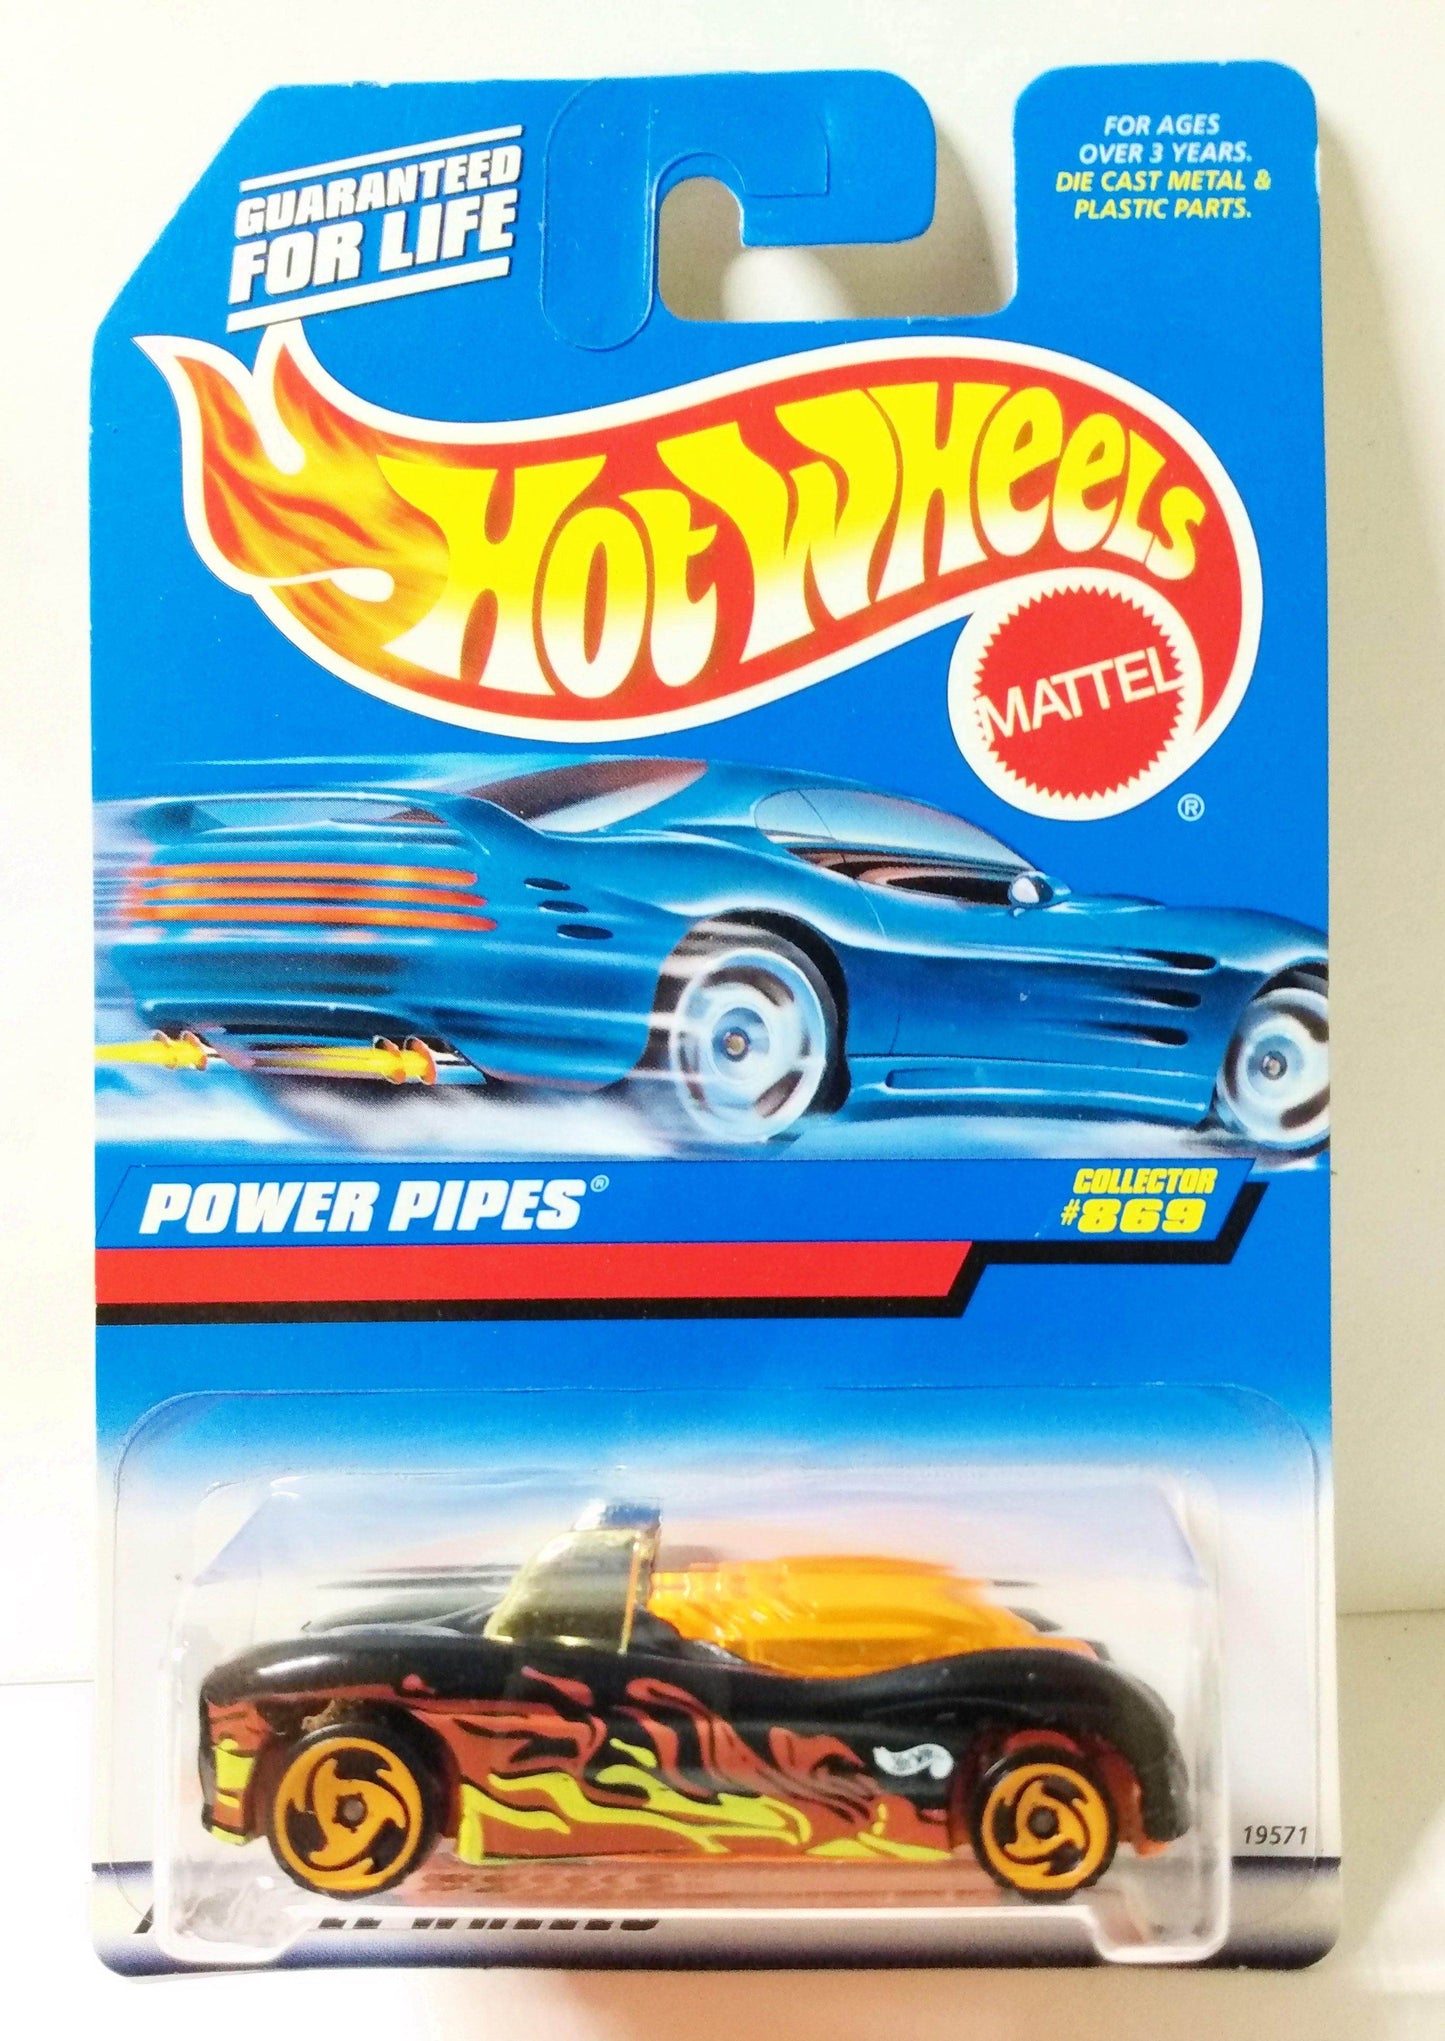 GUARANTEED
FOR LIFE
FOR AGES
OVER 3 YEARS.
DIE CAST METAL &
PLASTIC PARTS.
HOT WHEELS
MATTEL
®
POWER PIPES®
COLLECTOR
#869
19571
WHEELS